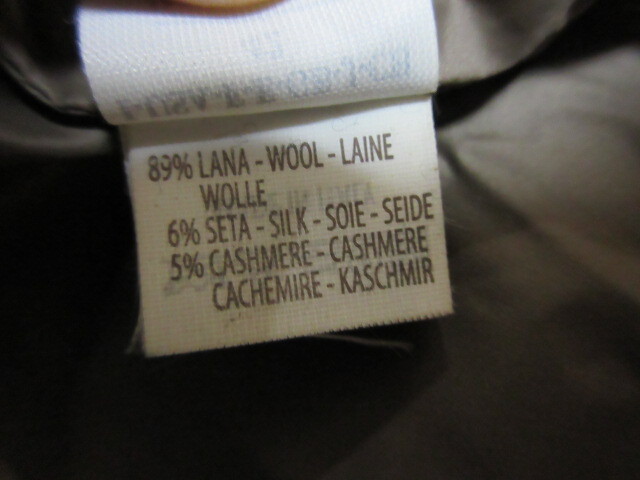 89% LANA - WOOL - LAINE
WOLLE
6% SETA - SILK - SOIE - SEIDE
5% CASHMERE - CASHMERE
CACHEMIRE - KASCHMIR